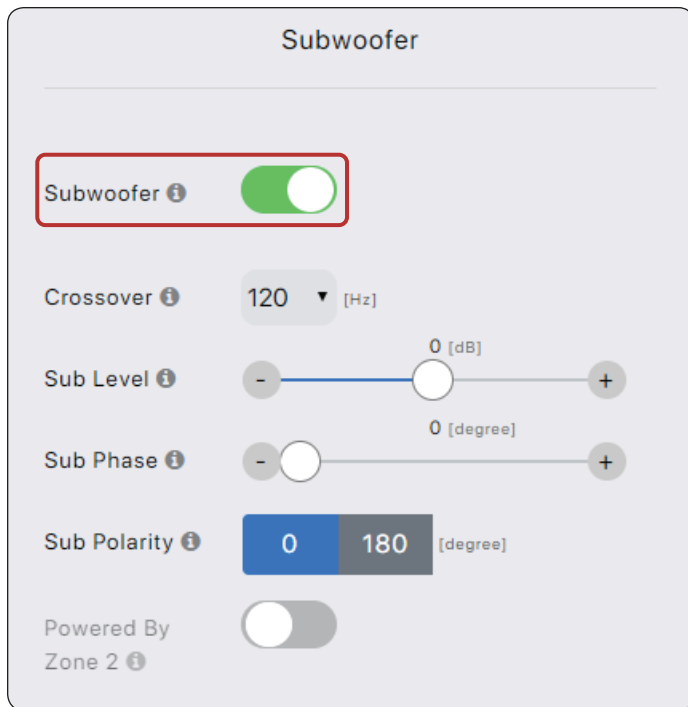 Subwoofer
Subwoofer
Crossover 120 [Hz]
0 [dB]
Sub Level - +
0 [degree]
Sub Phase - +
Sub Polarity 0 180 [degree]
Powered By
Zone 2